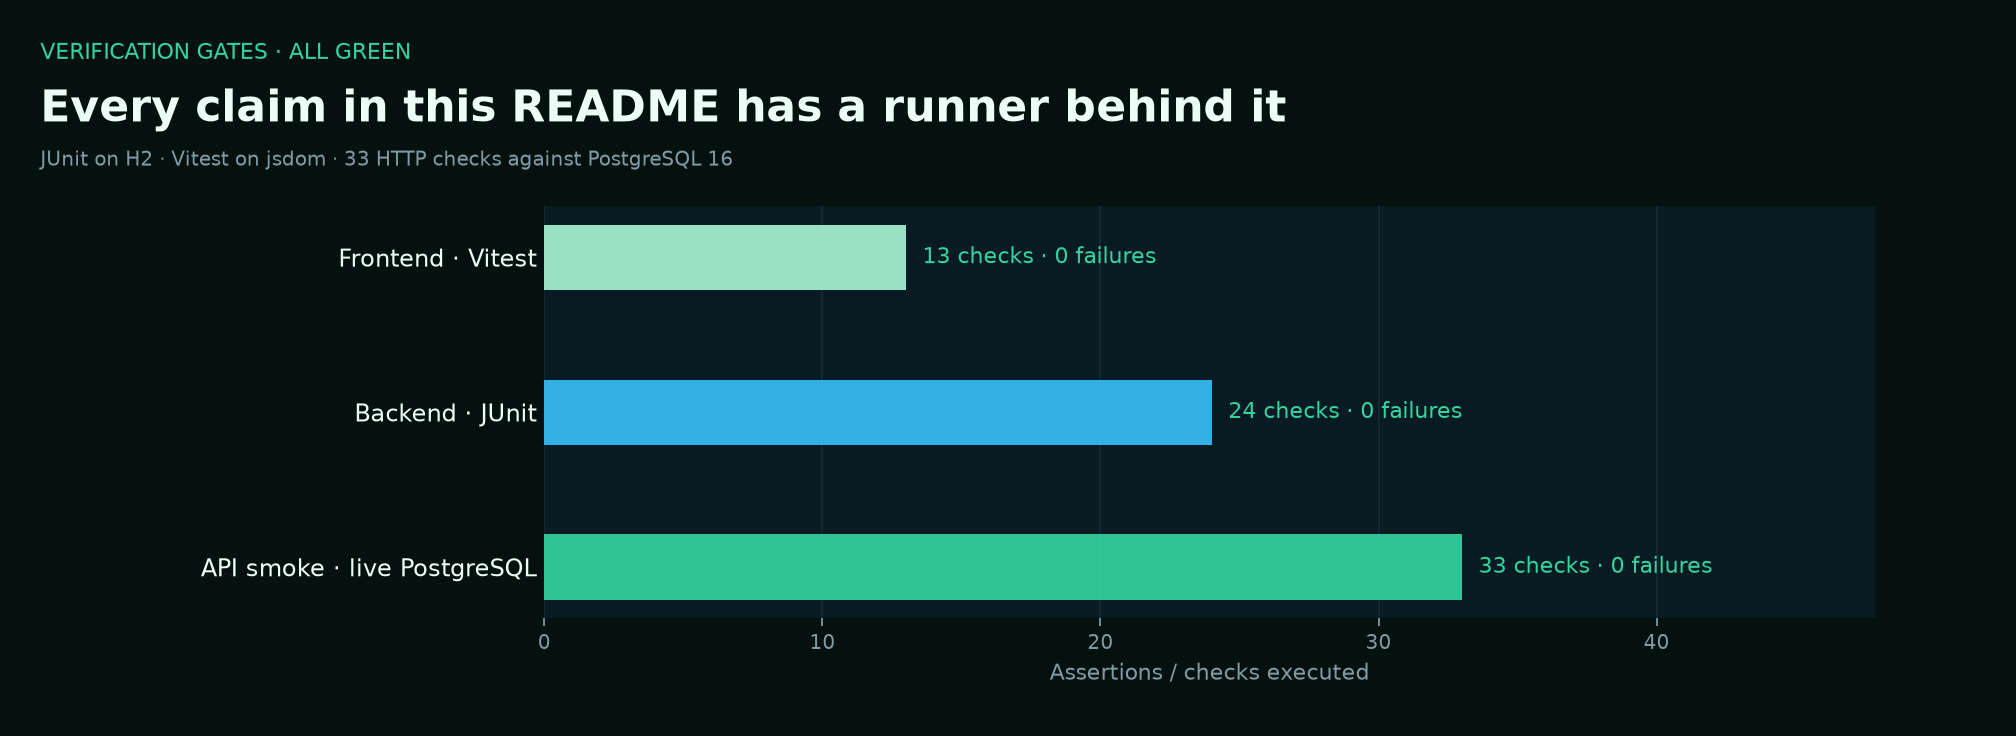 VERIFICATION GATES · ALL GREEN
Every claim in this README has a runner behind it
JUnit on H2 · Vitest on jsdom · 33 HTTP checks against PostgreSQL 16
Frontend · Vitest
13 checks · 0 failures
Backend · JUnit
24 checks · 0 failures
API smoke · live PostgreSQL
33 checks · 0 failures
0 10 20 30 40
Assertions / checks executed